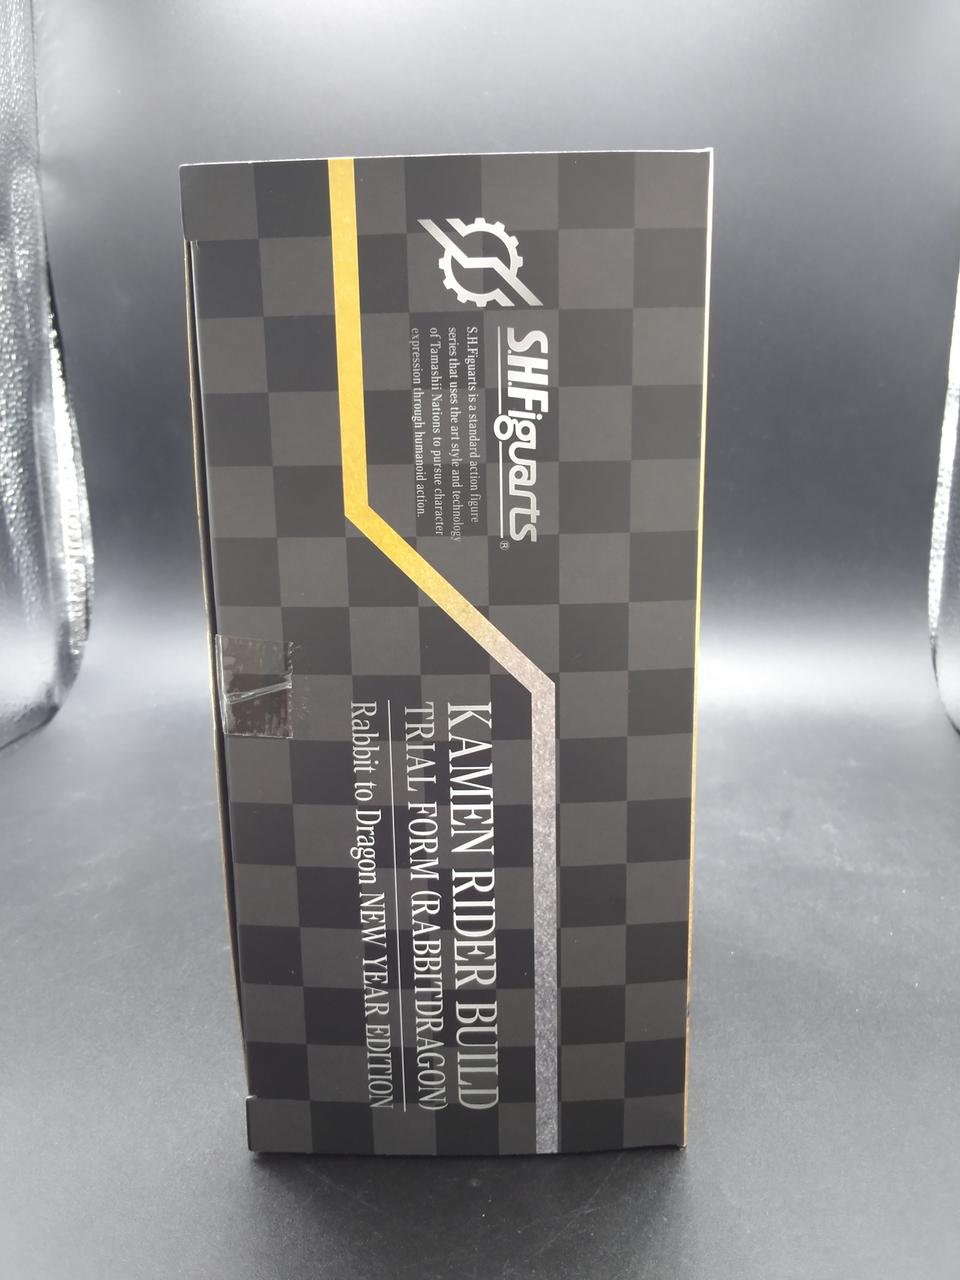 S.H.Figuarts®
S.H.Figuarts is a standard action figure
series that uses the art style and technology
of Tamashii Nations to pursue character
expression through humanoid action.
KAMEN RIDER BUILD
TRIAL FORM (RABBITDRAGON)
Rabbit to Dragon NEW YEAR EDITION